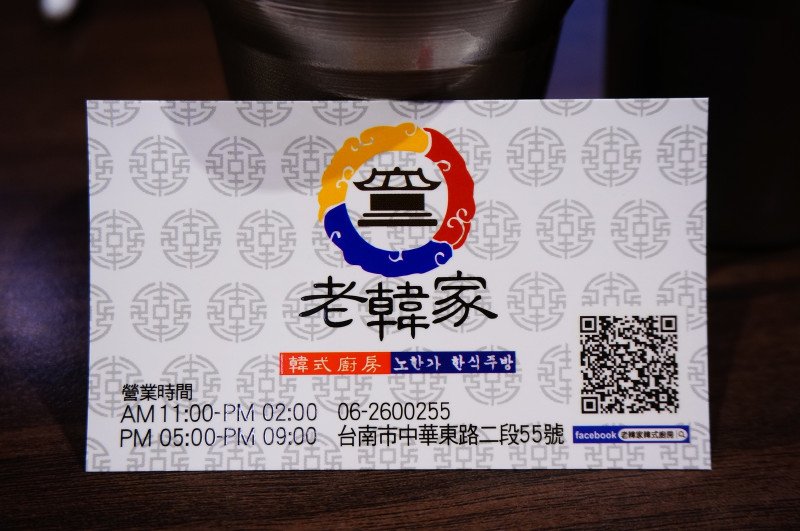 老韓家
韓式廚房 노한가 한식주방
營業時間
AM 11:00-PM 02:00 06-2600255
PM 05:00-PM 09:00 台南市中華東路二段55號
facebook 老韓家韓式廚房